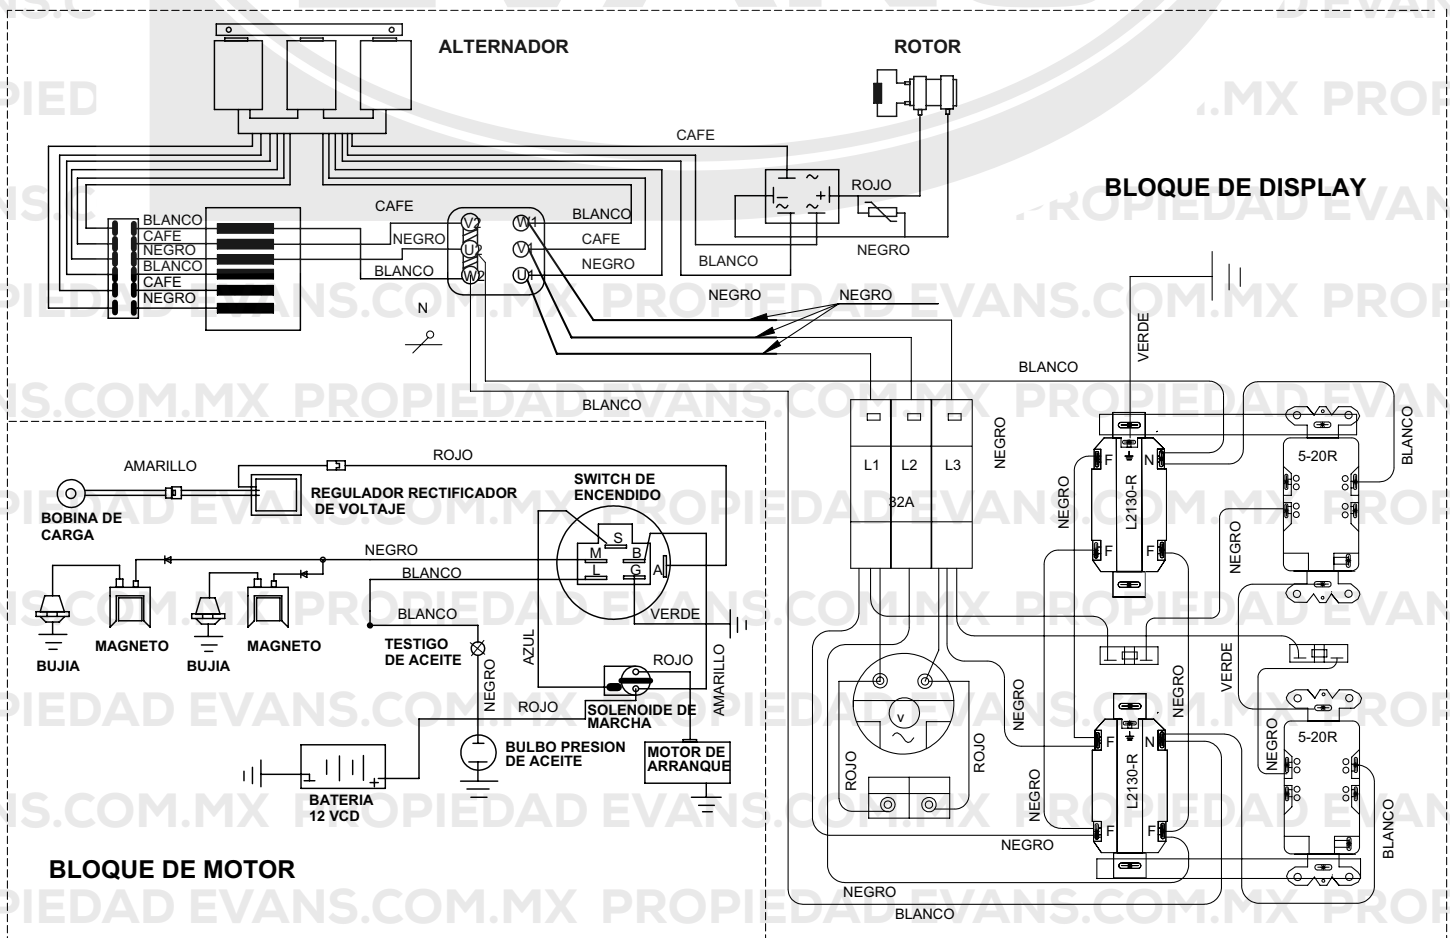 ALTERNADOR
ROTOR
BLOQUE DE DISPLAY
CAFE
ROJO
NEGRO
BLANCO
BLANCO
CAFE
NEGRO
BLANCO
CAFE
NEGRO
CAFE
NEGRO
BLANCO
V2
U2
W2
W1
V1
U1
BLANCO
CAFE
NEGRO
N
NEGRO
NEGRO
VERDE
BLANCO
BLANCO
NEGRO
BLANCO
L1
L2
L3
32A
NEGRO
F
N
F
F
L2130-R
5-20R
NEGRO
VERDE
NEGRO
NEGRO
NEGRO
ROJO
ROJO
V
F
N
F
F
L2130-R
5-20R
NEGRO
NEGRO
BLANCO
NEGRO
NEGRO
BLANCO
AMARILLO
ROJO
BOBINA DE
CARGA
REGULADOR RECTIFICADOR
DE VOLTAJE
SWITCH DE
ENCENDIDO
S
M
B
L
G
A
NEGRO
BLANCO
BLANCO
VERDE
MAGNETO
MAGNETO
BUJIA
BUJIA
TESTIGO
DE ACEITE
AZUL
NEGRO
ROJO
AMARILLO
ROJO
SOLENOIDE DE
MARCHA
BULBO PRESION
DE ACEITE
MOTOR DE
ARRANQUE
BATERIA
12 VCD
BLOQUE DE MOTOR
PROPIEDAD EVANS.COM.MX